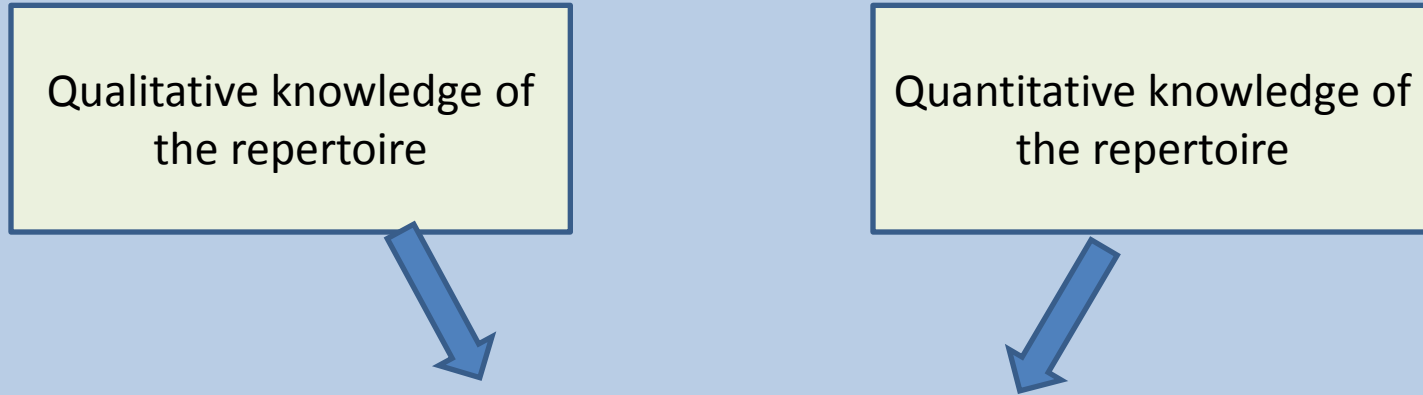 Qualitative knowledge of
the repertoire
Quantitative knowledge of
the repertoire